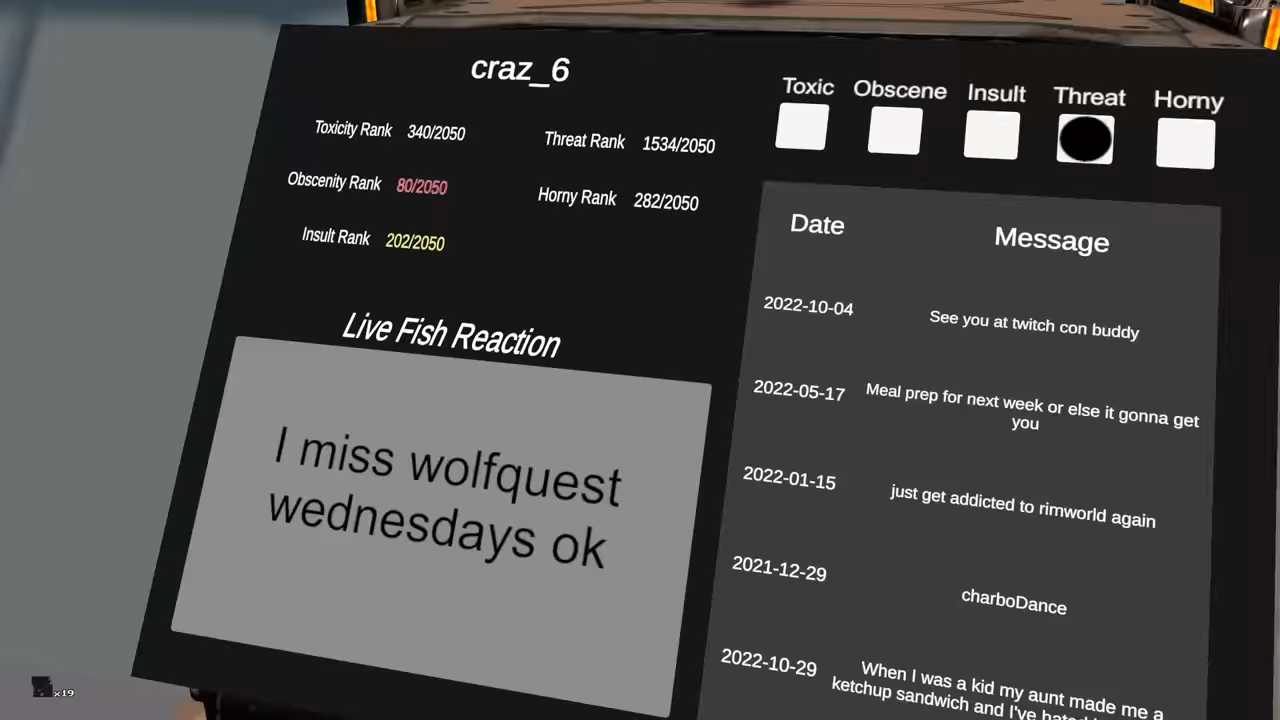 craz_6
Toxicity Rank 340/2050
Threat Rank 1534/2050
Obscenity Rank 80/2050
Horny Rank 282/2050
Insult Rank 202/2050
Live Fish Reaction
I miss wolfquest
wednesdays ok
Toxic Obscene Insult Threat Horny
Date Message
2022-10-04 See you at twitch con buddy
2022-05-17 Meal prep for next week or else it gonna get
you
2022-01-15 just get addicted to rimworld again
2021-12-29 charboDance
2022-10-29 When I was a kid my aunt made me a
ketchup sandwich and I've hated
x19